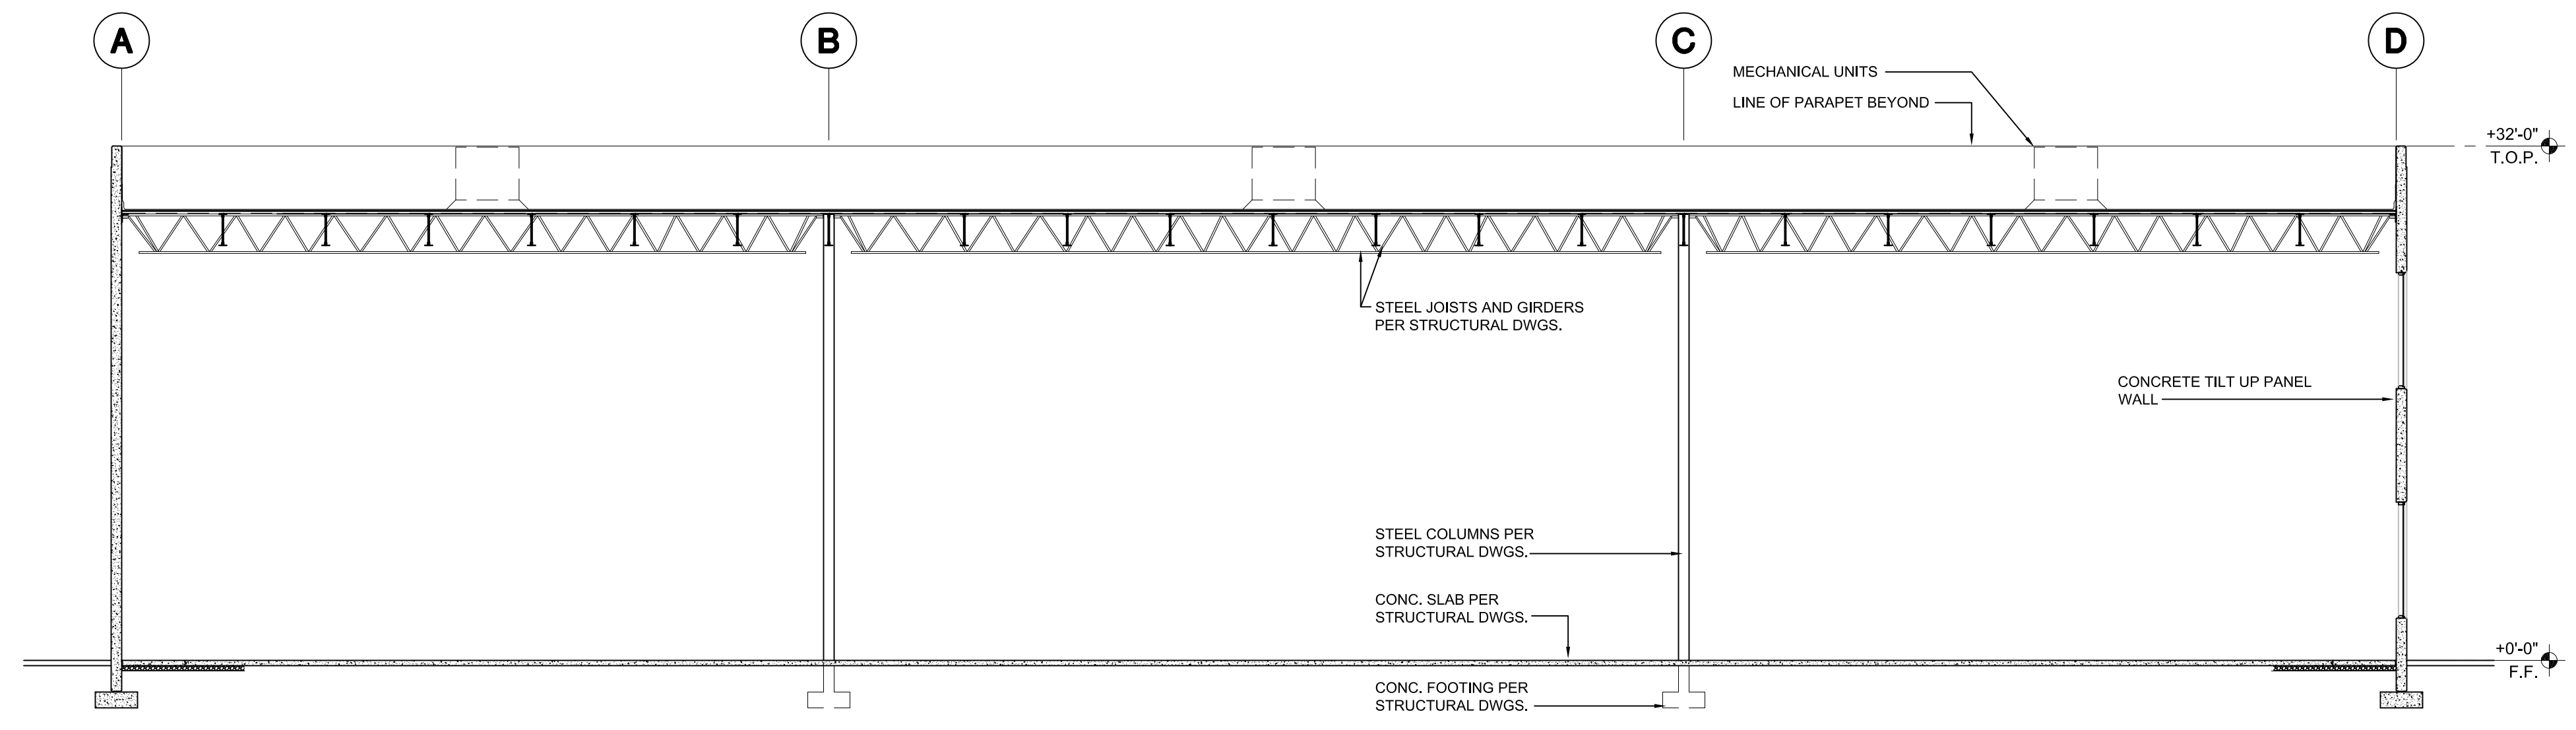 A
B
C
D
MECHANICAL UNITS
LINE OF PARAPET BEYOND
+32'-0"
T.O.P.
STEEL JOISTS AND GIRDERS
PER STRUCTURAL DWGS.
CONCRETE TILT UP PANEL
WALL
STEEL COLUMNS PER
STRUCTURAL DWGS.
CONC. SLAB PER
STRUCTURAL DWGS.
+0'-0"
F.F.
CONC. FOOTING PER
STRUCTURAL DWGS.